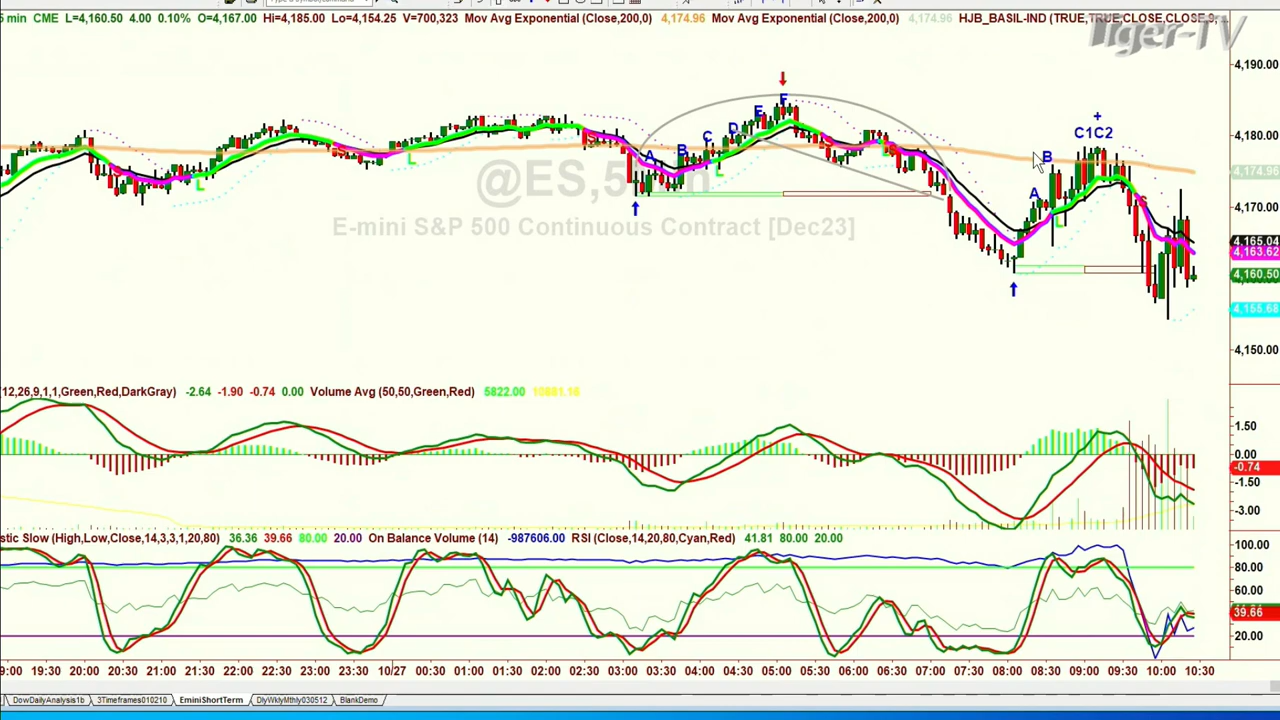 5 min CME L=4,160.50 4.00 0.10% O=4,167.00 Hi=4,185.00 Lo=4,154.25 V=700,323 Mov Avg Exponential (Close,200,0) 4,174.96 Mov Avg Exponential (Close,200,0) 4,174.96 HJB_BASIL-IND (TRUE,TRUE,CLOSE,CLOSE,9, ...
Tiger-TV
4,190.00
F
E
+
C1C2
C D
4,180.00
A B
B
L L L
@ES,5
4,174.96
L
A
4,170.00
E-mini S&P 500 Continuous Contract [Dec23]
L
4,165.04
4,163.62
4,160.50
4,155.68
4,150.00
(12,26,9,1,1,Green,Red,DarkGray) -2.64 -1.90 -0.74 0.00 Volume Avg (50,50,Green,Red) 5822.00
1.50
0.00
-0.74
-1.50
-3.00
stic Slow (High,Low,Close,14,3,3,1,20,80) 36.36 39.66 80.00 20.00 On Balance Volume (14) -987606.00 RSI (Close,14,20,80,Cyan,Red) 41.81 80.00 20.00
100.00
80.00
60.00
39.66
20.00
19:30 20:00 20:30 21:00 21:30 22:00 22:30 23:00 23:30 10/27 00:30 01:00 01:30 02:00 02:30 03:00 03:30 04:00 04:30 05:00 05:30 06:00 06:30 07:00 07:30 08:00 08:30 09:00 09:30 10:00 10:30
DowDailyAnalysis1b 3Timeframes010210 EminiShortTerm DlyWklyMthly030512 BlankDemo